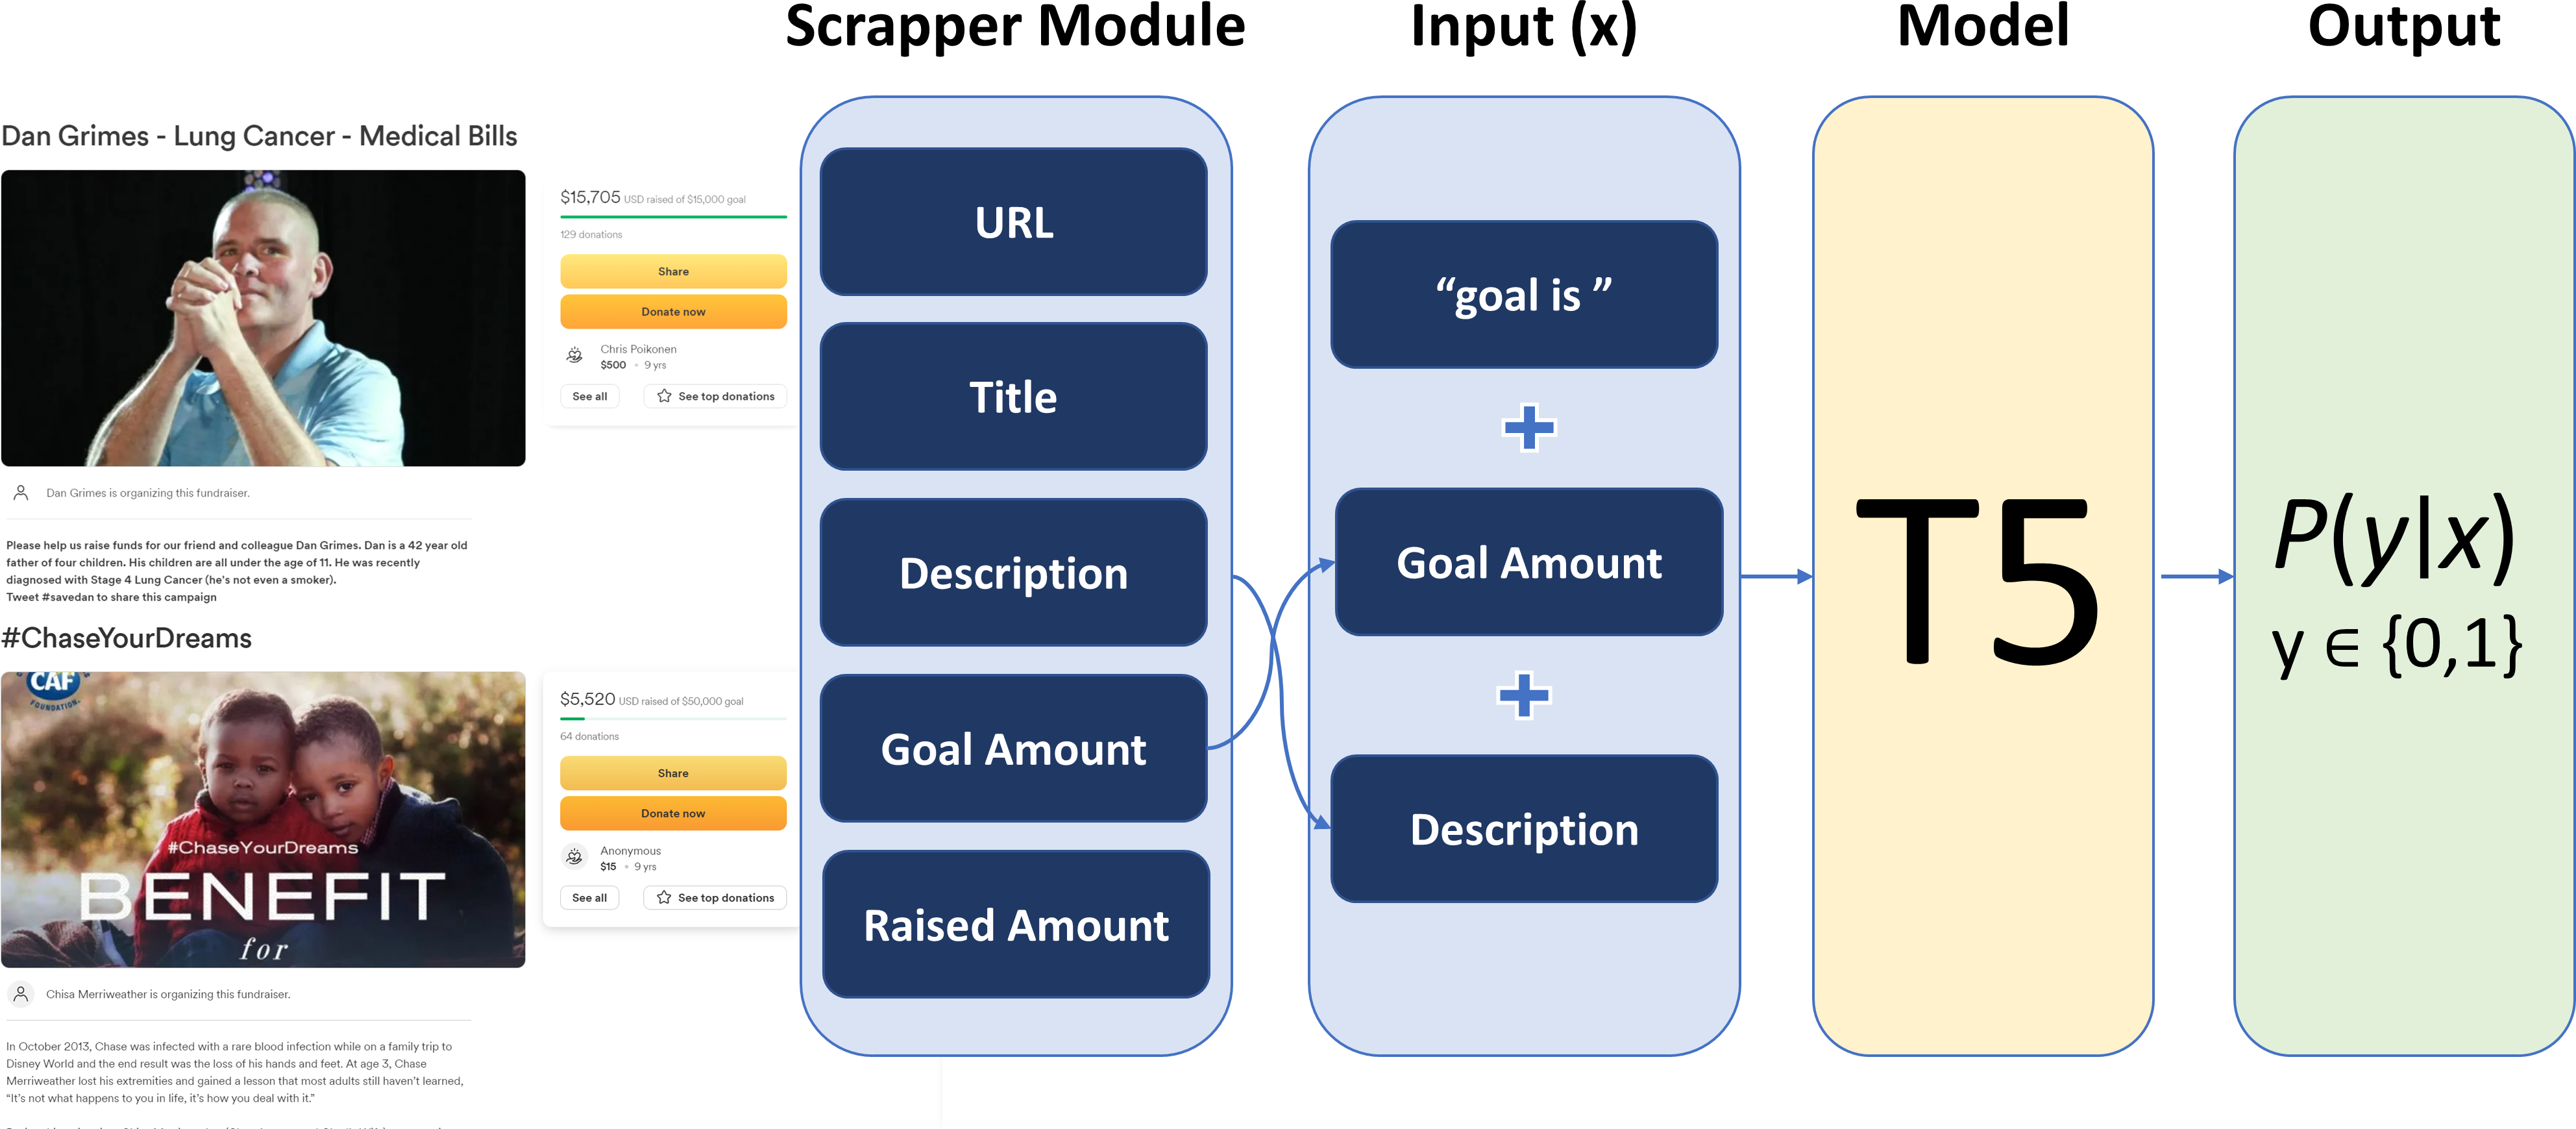 Scrapper Module
Input (x)
Model
Output
Dan Grimes - Lung Cancer - Medical Bills
$15,705 USD raised of $15,000 goal
129 donations
Share
Donate now
Chris Poikonen
$500 • 9 yrs
See all
See top donations
Dan Grimes is organizing this fundraiser.
Please help us raise funds for our friend and colleague Dan Grimes. Dan is a 42 year old
father of four children. His children are all under the age of 11. He was recently
diagnosed with Stage 4 Lung Cancer (he's not even a smoker).
Tweet #savedan to share this campaign
#ChaseYourDreams
CAF
FOUNDATION
#ChaseYourDreams
BENEFIT
for
$5,520 USD raised of $50,000 goal
64 donations
Share
Donate now
Anonymous
$15 • 9 yrs
See all
See top donations
Chisa Merriweather is organizing this fundraiser.
In October 2013, Chase was infected with a rare blood infection while on a family trip to
Disney World and the end result was the loss of his hands and feet. At age 3, Chase
Merriweather lost his extremities and gained a lesson that most adults still haven't learned,
“It's not what happens to you in life, it's how you deal with it.”
URL
Title
Description
Goal Amount
Raised Amount
“goal is ”
Goal Amount
Description
T5
P(y|x)
y ∈ {0,1}